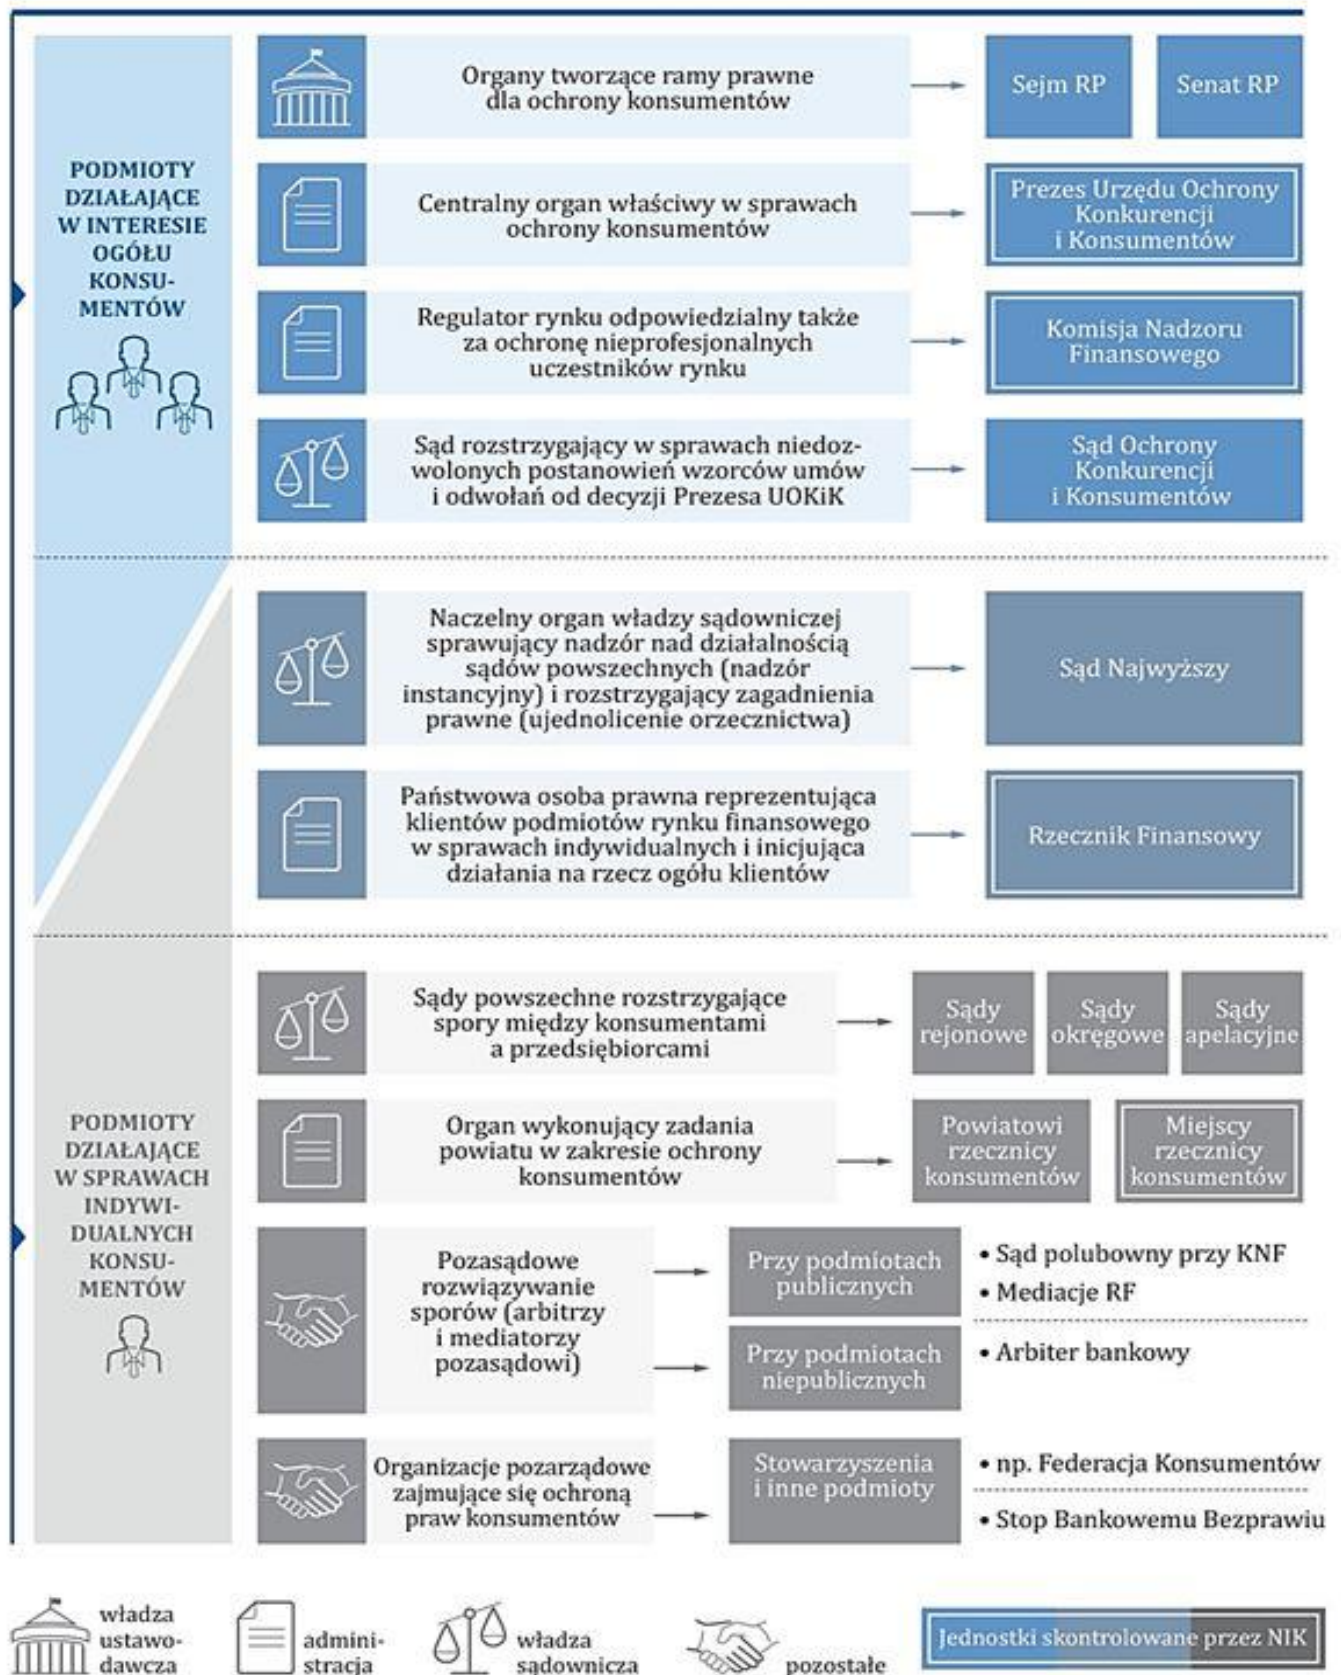 PODMIOTY
DZIAŁAJĄCE
W INTERESIE
OGÓŁU
KONSU-
MENTÓW
Organy tworzące ramy prawne
dla ochrony konsumentów
Sejm RP
Senat RP
Centralny organ właściwy w sprawach
ochrony konsumentów
Prezes Urzędu Ochrony
Konkurencji
i Konsumentów
Regulator rynku odpowiedzialny także
za ochronę nieprofesjonalnych
uczestników rynku
Komisja Nadzoru
Finansowego
Sąd rozstrzygający w sprawach niedoz-
wolonych postanowień wzorców umów
i odwołań od decyzji Prezesa UOKiK
Sąd Ochrony
Konkurencji
i Konsumentów
Naczelny organ władzy sądowniczej
sprawujący nadzór nad działalnością
sądów powszechnych (nadzór
instancyjny) i rozstrzygający zagadnienia
prawne (ujednolicenie orzecznictwa)
Sąd Najwyższy
Państwowa osoba prawna reprezentująca
klientów podmiotów rynku finansowego
w sprawach indywidualnych i inicjująca
działania na rzecz ogółu klientów
Rzecznik Finansowy
PODMIOTY
DZIAŁAJĄCE
W SPRAWACH
INDYWI-
DUALNYCH
KONSU-
MENTÓW
Sądy powszechne rozstrzygające
spory między konsumentami
a przedsiębiorcami
Sądy
rejonowe
Sądy
okręgowe
Sądy
apelacyjne
Organ wykonujący zadania
powiatu w zakresie ochrony
konsumentów
Powiatowi
rzecznicy
konsumentów
Miejscy
rzecznicy
konsumentów
Pozasądowe
rozwiązywanie
sporów (arbitrzy
i mediatorzy
pozasądowi)
Przy podmiotach
publicznych
• Sąd polubowny przy KNF
• Mediacje RF
Przy podmiotach
niepublicznych
• Arbiter bankowy
Organizacje pozarządowe
zajmujące się ochroną
praw konsumentów
Stowarzyszenia
i inne podmioty
• np. Federacja Konsumentów
• Stop Bankowemu Bezprawiu
władza
ustawo-
dawcza
admini-
stracja
władza
sądownicza
pozostałe
Jednostki skontrolowane przez NIK